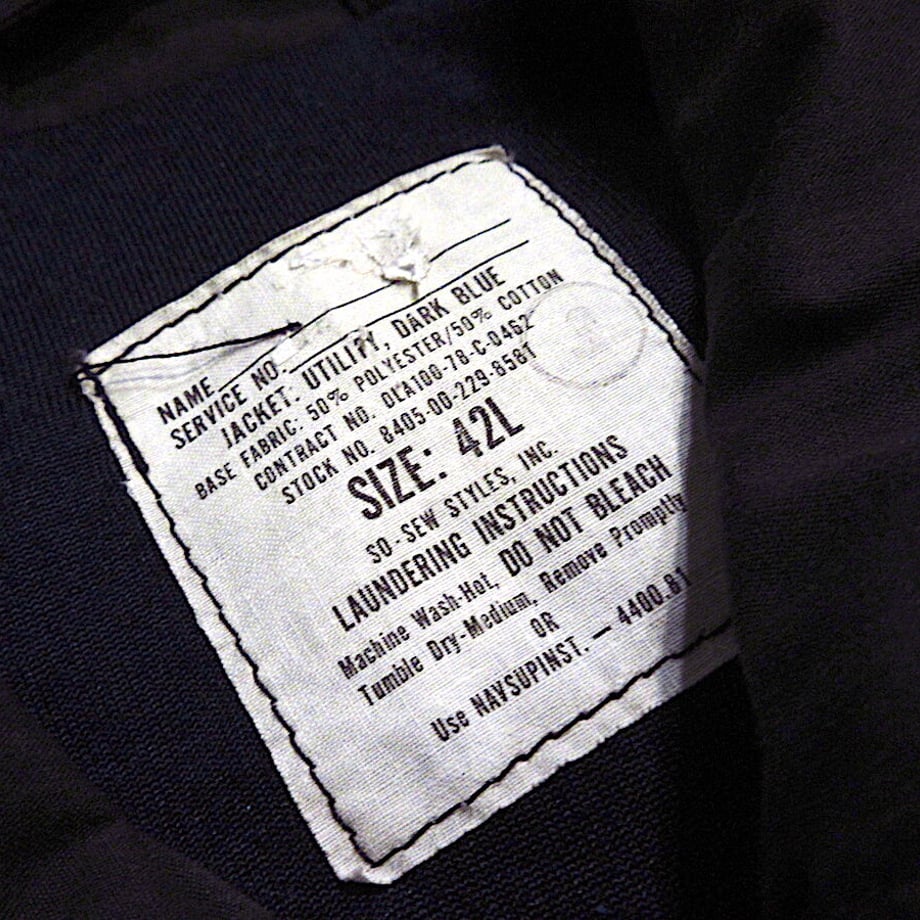 NAME
SERVICE NO.
JACKET: UTILITY, DARK BLUE
BASE FABRIC: 50% POLYESTER/50% COTTON
CONTRACT NO. DLA100-78-C-0462
STOCK NO. 8405-00-229-8581
SIZE: 42L
SO-SEW STYLES, INC.
LAUNDERING INSTRUCTIONS
Machine Wash-Hot, DO NOT BLEACH
Tumble Dry-Medium, Remove Promptly
OR
Use NAVSUPINST. — 4400.81